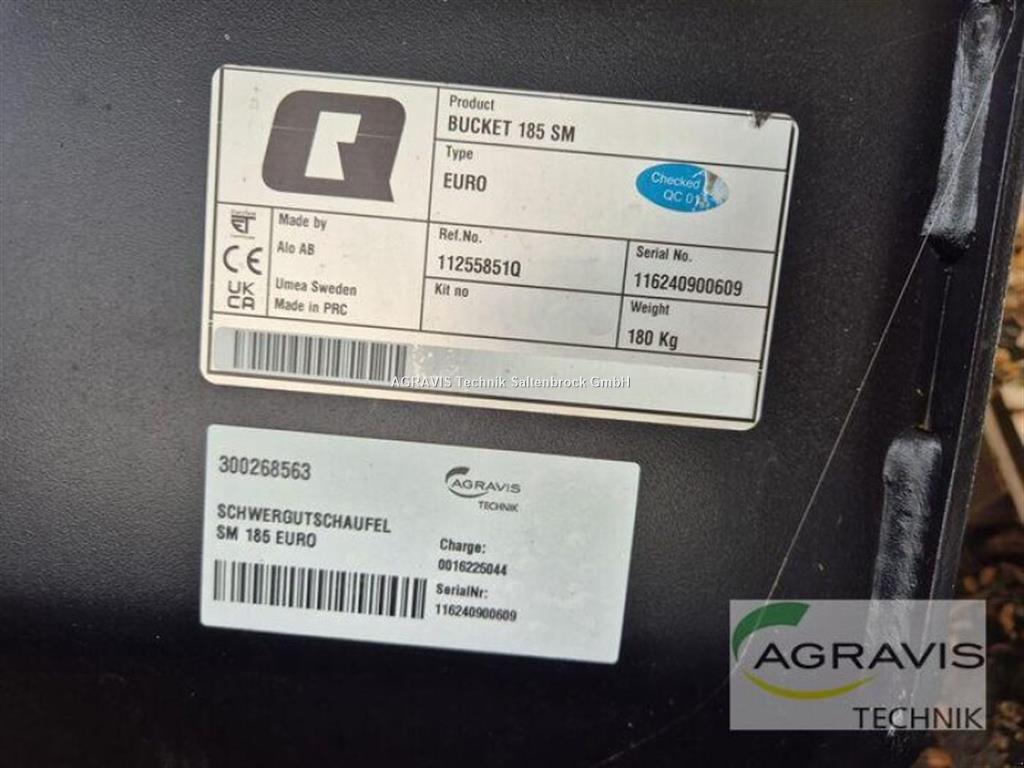 Product
BUCKET 185 SM
Type
EURO
Checked
QC 01
Made by
Alo AB
Umea Sweden
Made in PRC
CE
UK
CA
Ref.No.
11255851Q
Serial No.
116240900609
Kit no
Weight
180 Kg
AGRAVIS Technik Saltenbrock GmbH
300268563
AGRAVIS
TECHNIK
SCHWERGUTSCHAUFEL
SM 185 EURO
Charge:
0016225044
SerialNr:
116240900609
AGRAVIS
TECHNIK